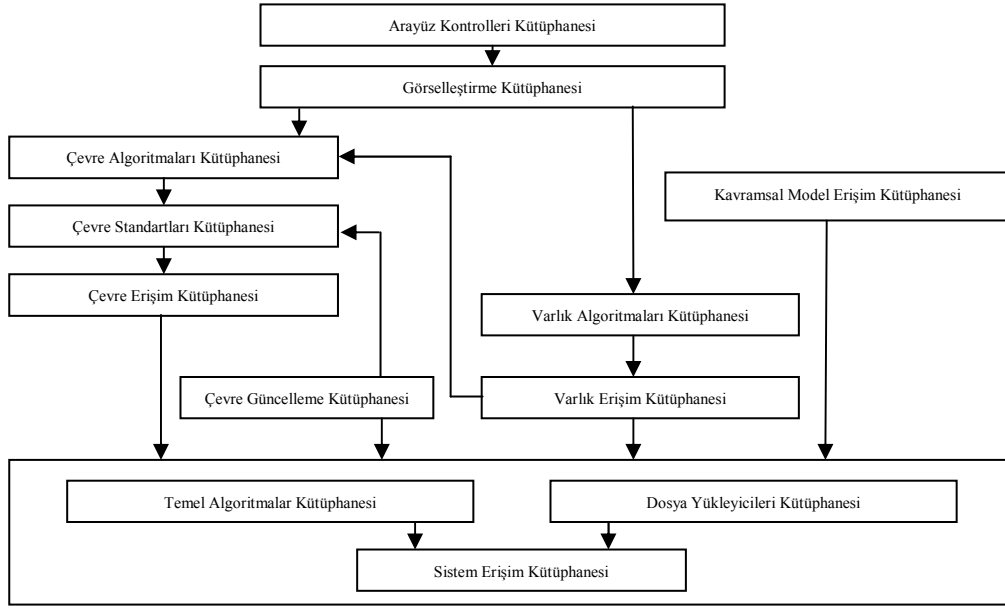 Arayüz Kontrolleri Kütüphanesi
Görselleştirme Kütüphanesi
Çevre Algoritmaları Kütüphanesi
Kavramsal Model Erişim Kütüphanesi
Çevre Standartları Kütüphanesi
Çevre Erişim Kütüphanesi
Varlık Algoritmaları Kütüphanesi
Çevre Güncelleme Kütüphanesi
Varlık Erişim Kütüphanesi
Temel Algoritmalar Kütüphanesi
Dosya Yükleyicileri Kütüphanesi
Sistem Erişim Kütüphanesi